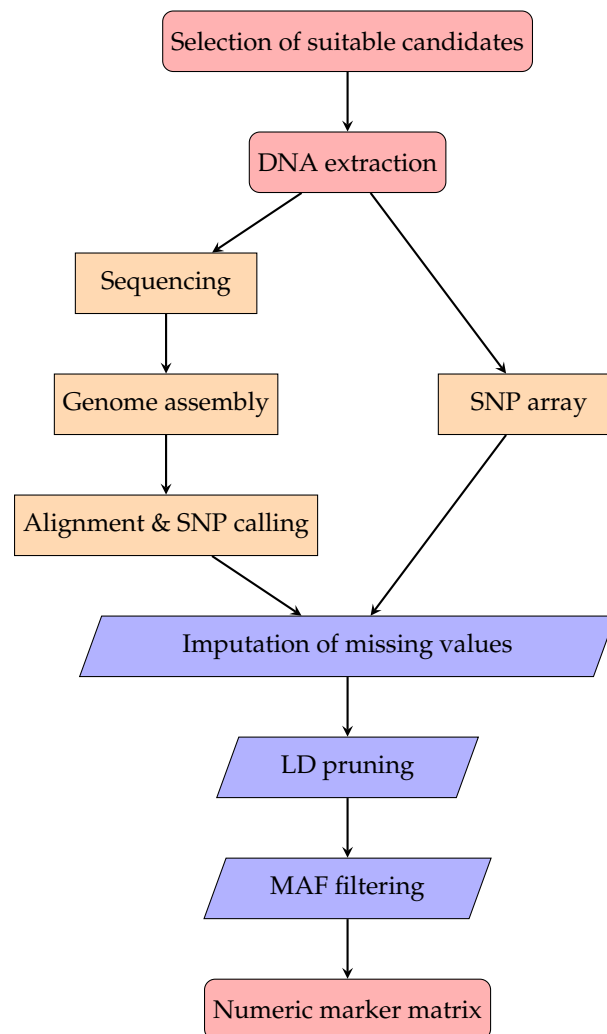 Selection of suitable candidates
DNA extraction
Sequencing
Genome assembly
SNP array
Alignment & SNP calling
Imputation of missing values
LD pruning
MAF filtering
Numeric marker matrix